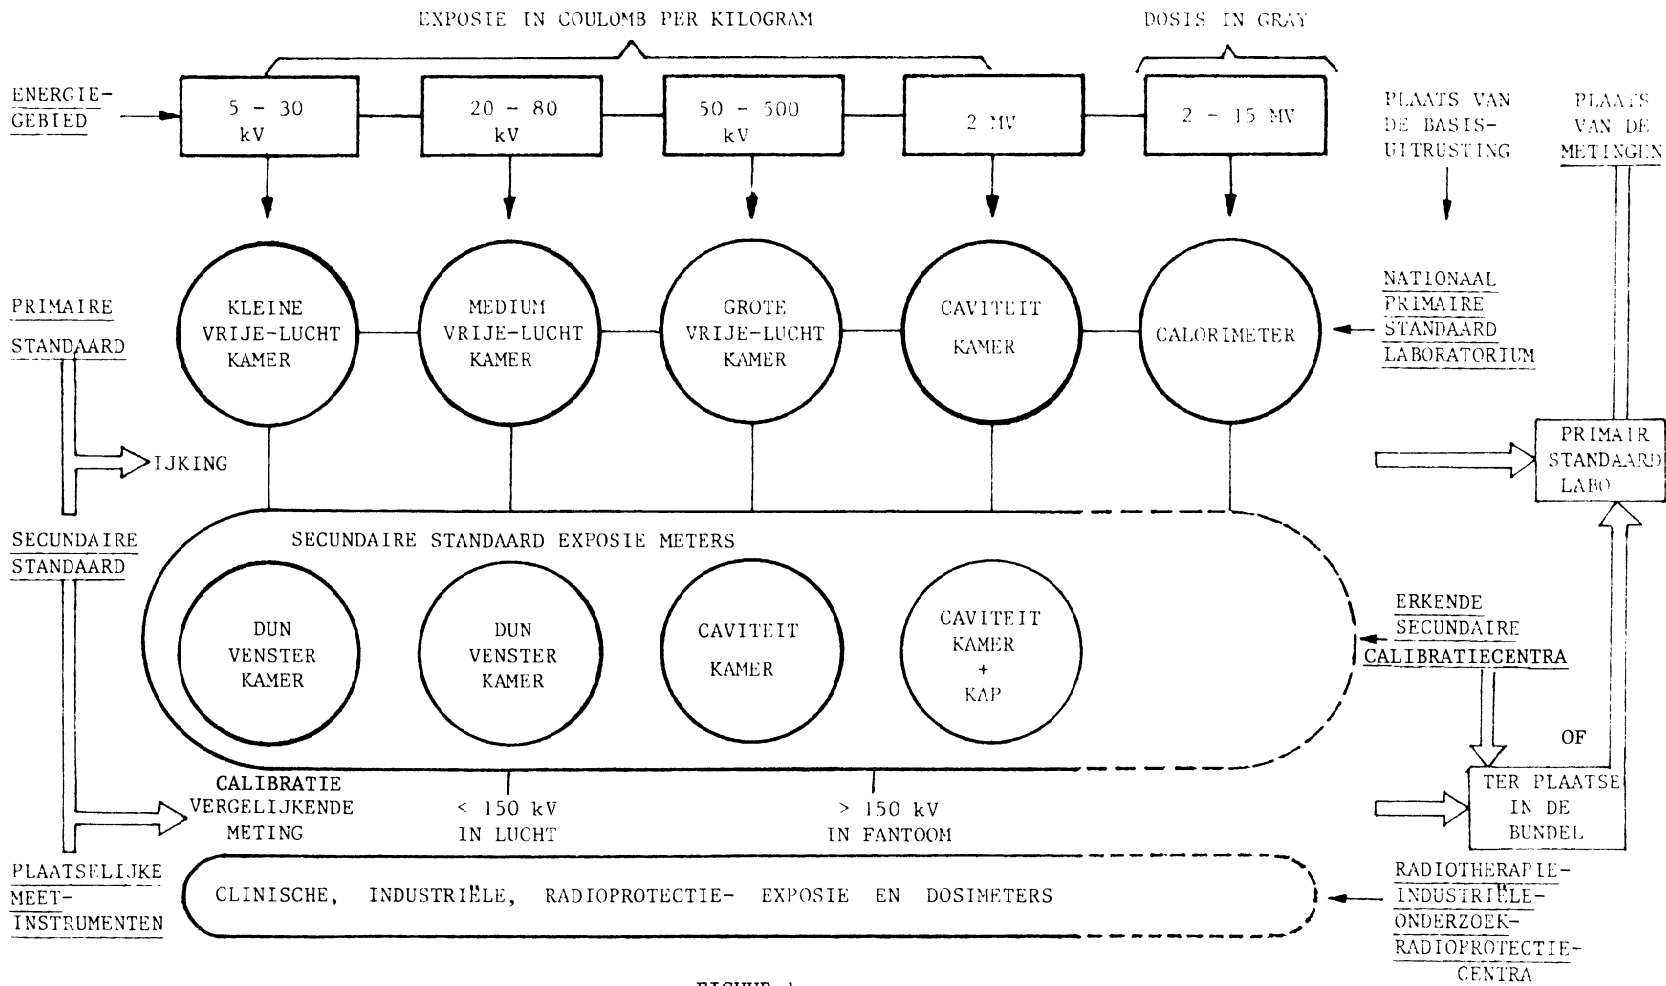 EXPOSIE IN COULOMB PER KILOGRAM
DOSIS IN GRAY
ENERGIE-
GEBIED
5 - 30
kV
20 - 80
kV
50 - 500
kV
2 MV
2 - 15 MV
PLAATS VAN
DE BASIS-
UITRUSTING
PLAATS
VAN DE
METINGEN
PRIMAIRE
STANDAARD
KLEINE
VRIJE-LUCHT
KAMER
MEDIUM
VRIJE-LUCHT
KAMER
GROTE
VRIJE-LUCHT
KAMER
CAVITEIT
KAMER
CALORIMETER
NATIONAAL
PRIMAIRE
STANDAARD
LABORATORIUM
IJKING
PRIMAIR
STANDAARD
LABO
SECUNDAIRE
STANDAARD
SECUNDAIRE STANDAARD EXPOSIE METERS
DUN
VENSTER
KAMER
DUN
VENSTER
KAMER
CAVITEIT
KAMER
CAVITEIT
KAMER
+
KAP
ERKENDE
SECUNDAIRE
CALIBRATIECENTRA
OF
CALIBRATIE
VERGELIJKENDE
METING
< 150 kV
IN LUCHT
> 150 kV
IN FANTOOM
TER PLAATSE
IN DE
BUNDEL
PLAATSELIJKE
MEET-
INSTRUMENTEN
CLINISCHE, INDUSTRIËLE, RADIOPROTECTIE- EXPOSIE EN DOSIMETERS
RADIOTHERAPIE-
INDUSTRIËLE-
ONDERZOEK-
RADIOPROTECTIE-
CENTRA